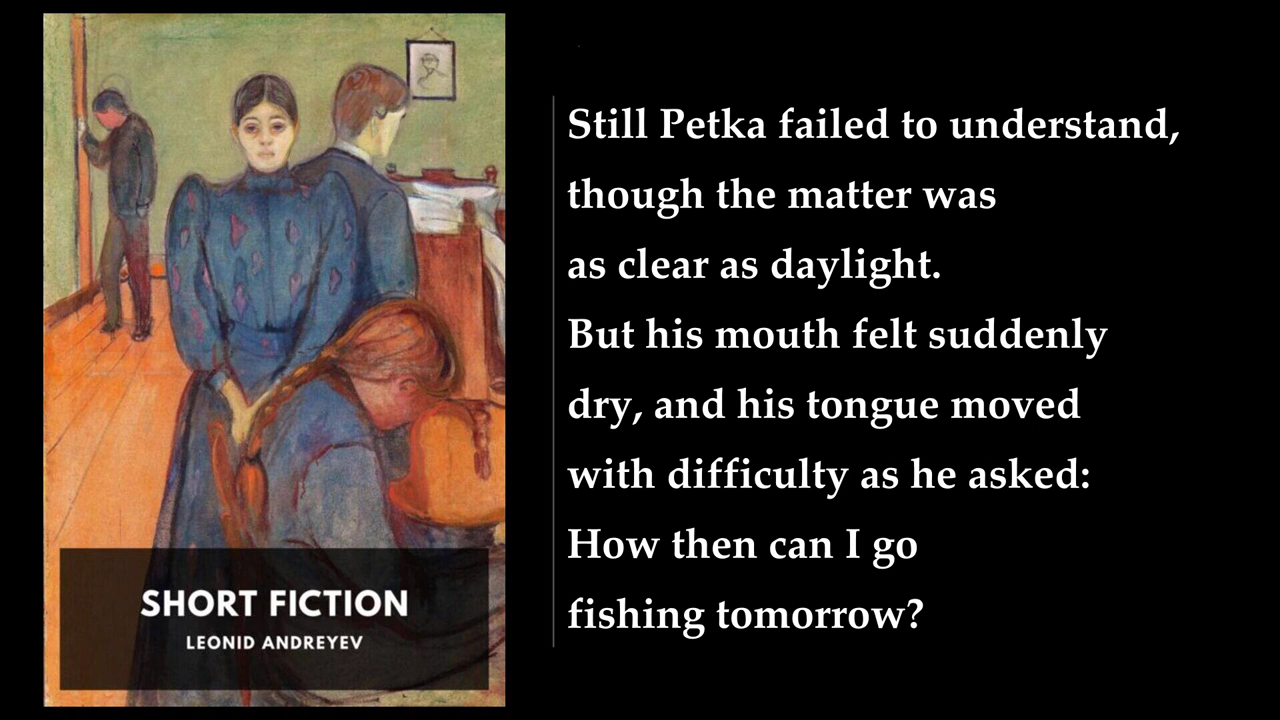 SHORT FICTION
LEONID ANDREYEV
Still Petka failed to understand,
though the matter was
as clear as daylight.
But his mouth felt suddenly
dry, and his tongue moved
with difficulty as he asked:
How then can I go
fishing tomorrow?